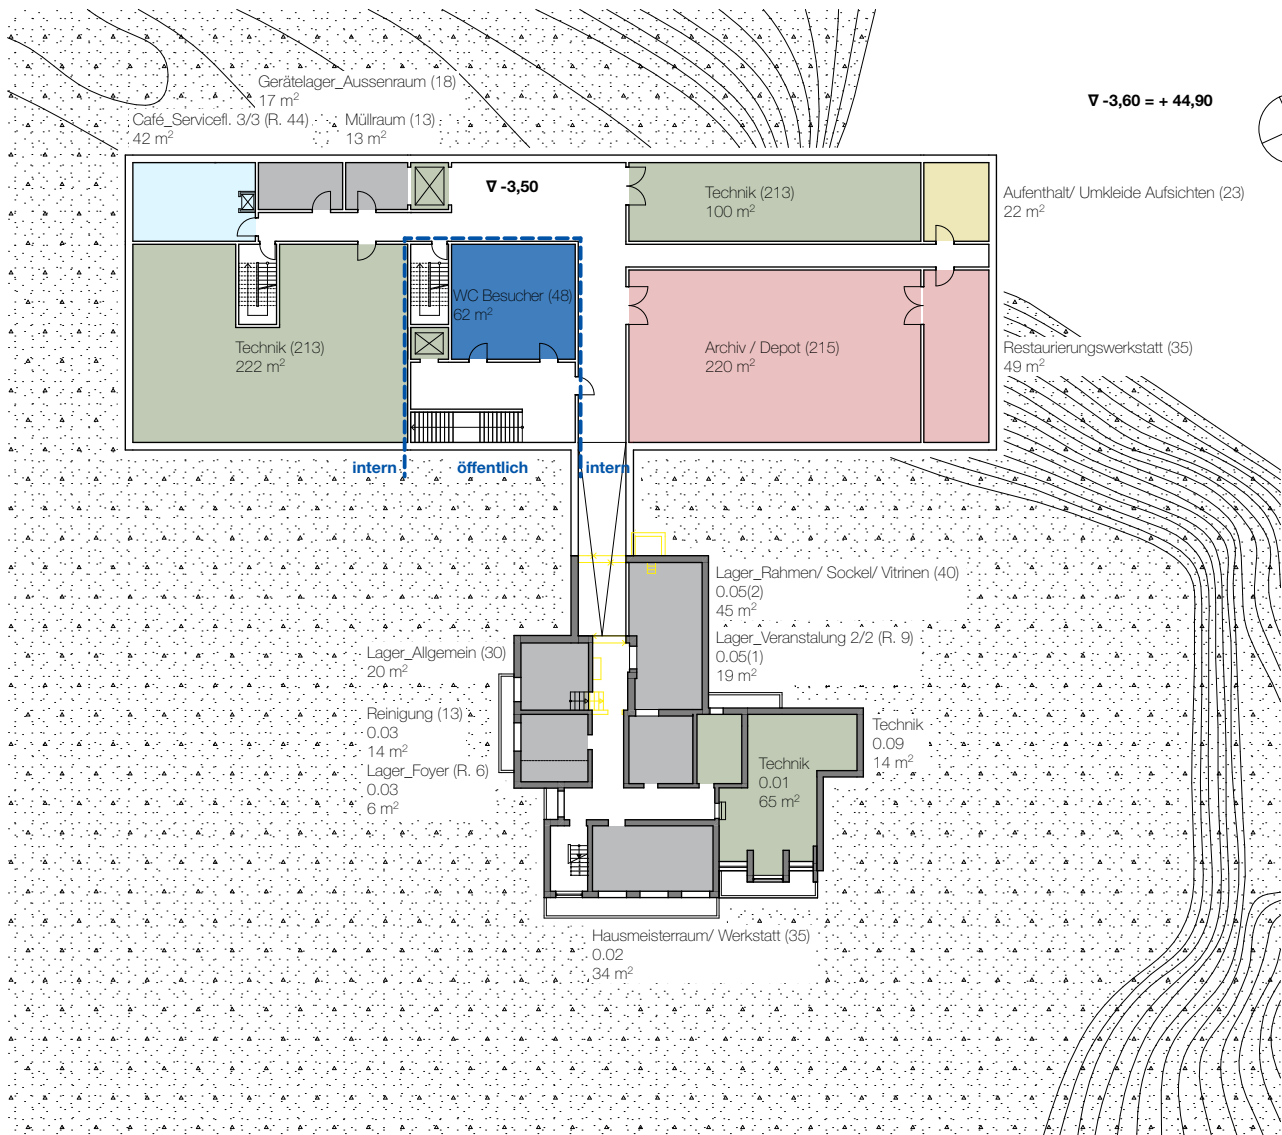 Gerätelager_Aussenraum (18)
17 m²
∇ -3,60 = + 44,90
Café_Servicefl. 3/3 (R. 44)
42 m²
Müllraum (13)
13 m²
∇ -3,50
Technik (213)
100 m²
Aufenthalt/ Umkleide Aufsichten (23)
22 m²
WC Besucher (48)
62 m²
Technik (213)
222 m²
Archiv / Depot (215)
220 m²
Restaurierungswerkstatt (35)
49 m²
intern
öffentlich
intern
Lager_Rahmen/ Sockel/ Vitrinen (40)
0.05(2)
45 m²
Lager_Veranstalung 2/2 (R. 9)
0.05(1)
19 m²
Lager_Allgemein (30)
20 m²
Reinigung (13)
0.03
14 m²
Lager_Foyer (R. 6)
0.03
6 m²
Technik
0.09
14 m²
Technik
0.01
65 m²
Hausmeisterraum/ Werkstatt (35)
0.02
34 m²